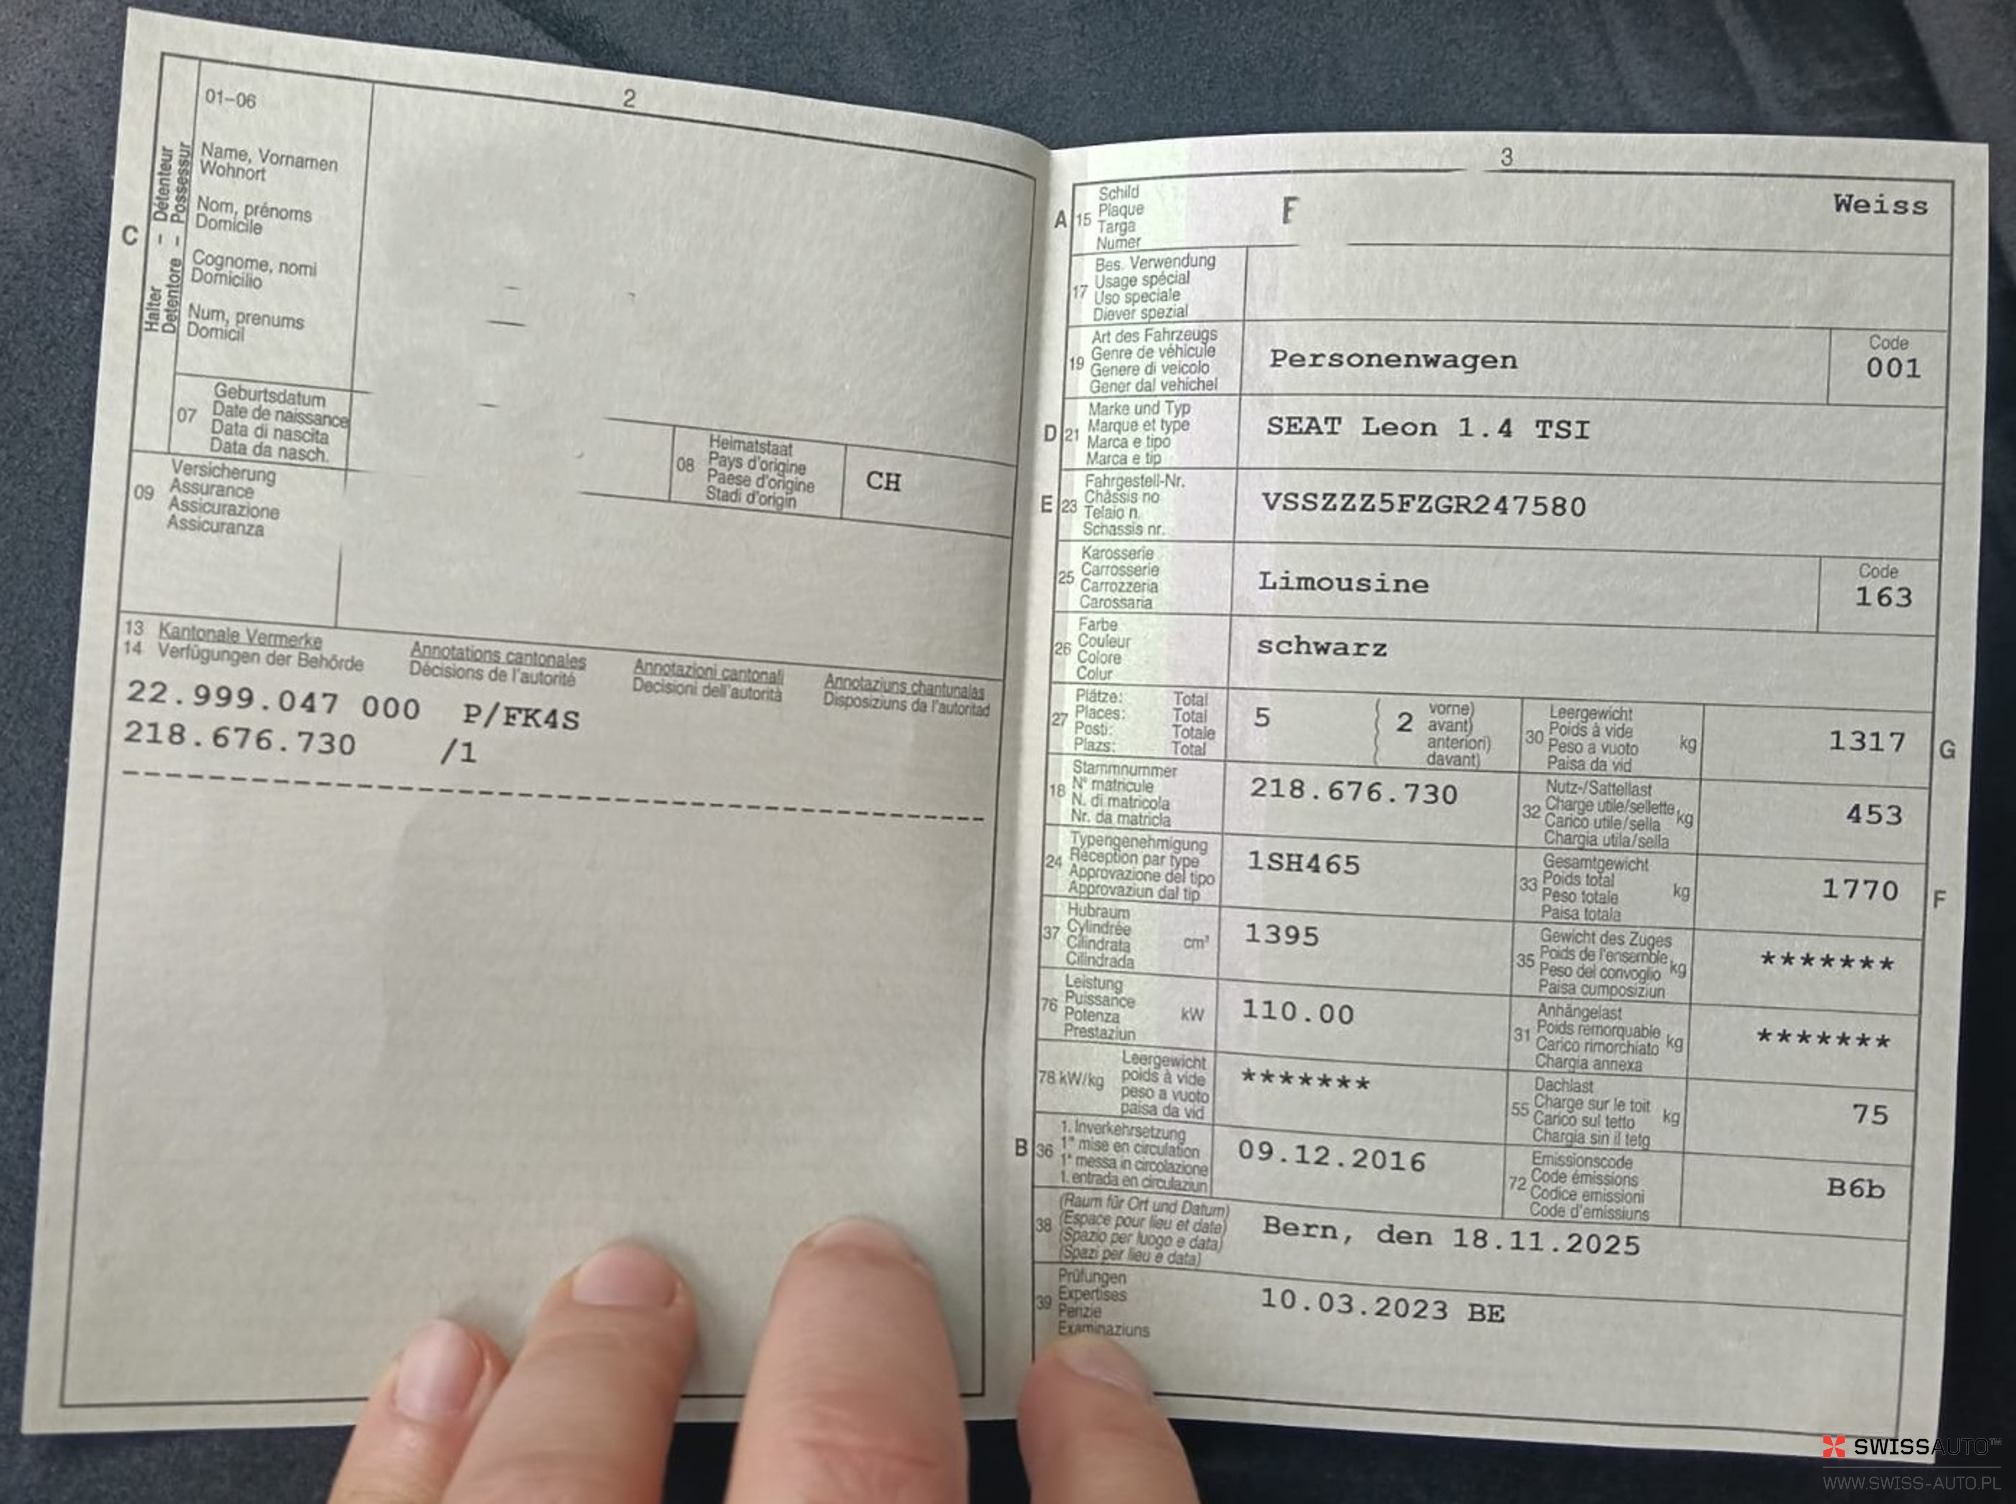 2
01–06
Name, Vornamen
Wohnort
Nom, prénoms
Domicile
Cognome, nomi
Domicilio
Num, prenums
Domicil
C
Halter – Détenteur
Detentore – Possessur
07
Geburtsdatum
Date de naissance
Data di nascita
Data da nasch.
08
Heimatstaat
Pays d'origine
Paese d'origine
Stadi d'origin
CH
09
Versicherung
Assurance
Assicurazione
Assicuranza
13 Kantonale Vermerke Annotations cantonales Annotazioni cantonali Annotaziuns chantunalas
14 Verfügungen der Behörde Décisions de l'autorité Decisioni dell'autorità Disposiziuns da l'autoritad
22.999.047 000 P/FK4S
218.676.730 /1
3
A 15
Schild
Plaque
Targa
Numer
Weiss
17
Bes. Verwendung
Usage spécial
Uso speciale
Diever spezial
19
Art des Fahrzeugs
Genre de véhicule
Genere di veicolo
Gener dal vehichel
Personenwagen
Code
001
D 21
Marke und Typ
Marque et type
Marca e tipo
Marca e tip
SEAT Leon 1.4 TSI
E 23
Fahrgestell-Nr.
Châssis no
Telaio n.
Schassis nr.
VSSZZZ5FZGR247580
25
Karosserie
Carrosserie
Carrozzeria
Carossaria
Limousine
Code
163
26
Farbe
Couleur
Colore
Colur
schwarz
27
Plätze: Total
Places: Total
Posti: Totale
Plazs: Total
5
2
vorne)
avant)
anteriori)
davant)
30
Leergewicht
Poids à vide
Peso a vuoto
Paisa da vid
kg
1317
G
18
Stammnummer
N° matricule
N. di matricola
Nr. da matricla
218.676.730
32
Nutz-/Sattellast
Charge utile/sellette
Carico utile/sella
Chargia utila/sella
kg
453
24
Typengenehmigung
Réception par type
Approvazione del tipo
Approvaziun dal tip
1SH465
33
Gesamtgewicht
Poids total
Peso totale
Paisa totala
kg
1770
F
37
Hubraum
Cylindrée
Cilindrata
Cilindrada
cm³
1395
35
Gewicht des Zuges
Poids de l'ensemble
Peso del convoglio
Paisa cumposiziun
kg
*******
76
Leistung
Puissance
Potenza
Prestaziun
kW
110.00
31
Anhängelast
Poids remorquable
Carico rimorchiato
Chargia annexa
kg
*******
78 kW/kg
Leergewicht
poids à vide
peso a vuoto
paisa da vid
*******
55
Dachlast
Charge sur le toit
Carico sul tetto
Chargia sin il tetg
kg
75
B 36
1. Inverkehrsetzung
1re mise en circulation
1a messa in circolazione
1. entrada en circulaziun
09.12.2016
72
Emissionscode
Code émissions
Codice emissioni
Code d'emissiuns
B6b
38
(Raum für Ort und Datum)
(Espace pour lieu et date)
(Spazio per luogo e data)
(Spazi per lieu e data)
Bern, den 18.11.2025
39
Prüfungen
Expertises
Perizie
Examinaziuns
10.03.2023 BE
SWISSAUTO™
WWW.SWISS-AUTO.PL